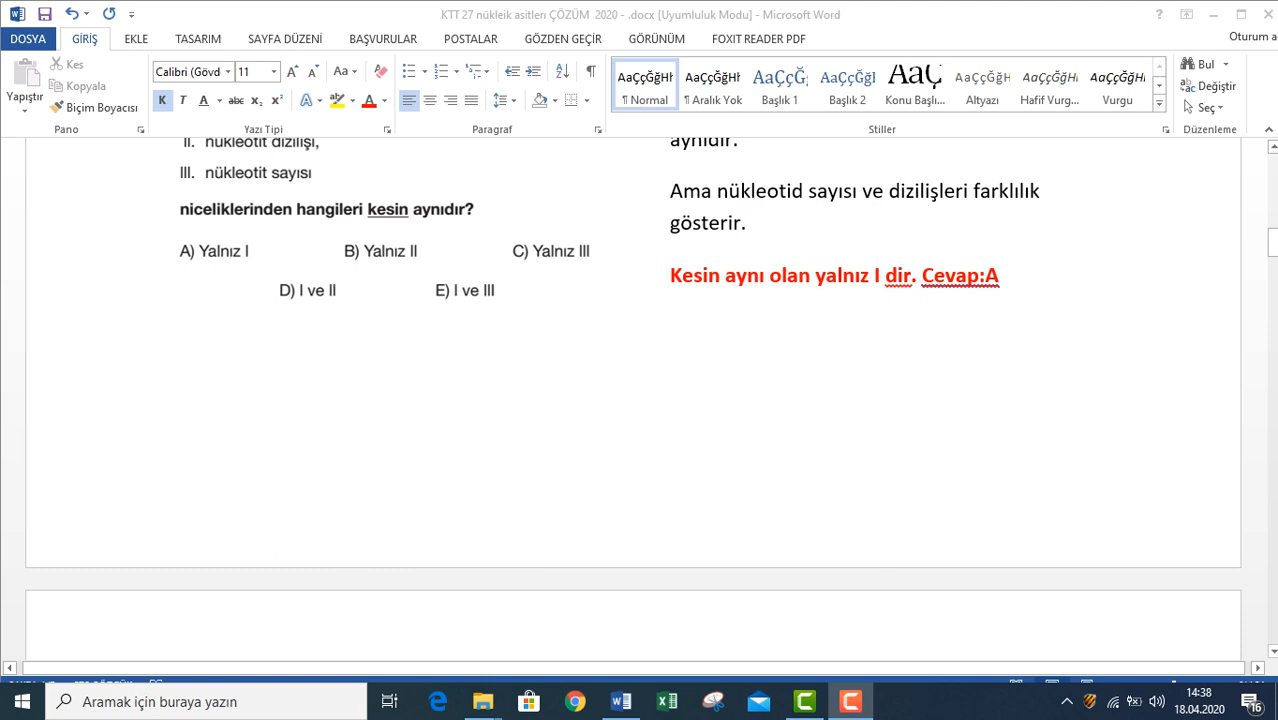 KTT 27 nükleik asitleri ÇÖZÜM 2020 - .docx [Uyumluluk Modu] - Microsoft Word
DOSYA GİRİŞ EKLE TASARIM SAYFA DÜZENİ BAŞVURULAR POSTALAR GÖZDEN GEÇİR GÖRÜNÜM FOXIT READER PDF Oturum a
Yapıştır
Kes
Kopyala
Biçim Boyacısı
Pano
Calibri (Gövd 11
Yazı Tipi
Paragraf
AaÇçĞğHł AaÇçĞğHł AaÇçĞ AaÇçĞğI AaÇ AaÇçĞğH AaÇçĞğHı AaÇçĞğHı
¶ Normal ¶ Aralık Yok Başlık 1 Başlık 2 Konu Başlı... Altyazı Hafif Vurg... Vurgu
Stiller
Bul
Değiştir
Seç
Düzenleme
II. nükleotit dizilişi,
III. nükleotit sayısı
niceliklerinden hangileri kesin aynıdır?
A) Yalnız I B) Yalnız II C) Yalnız III
D) I ve II E) I ve III
aynıdır.
Ama nükleotid sayısı ve dizilişleri farklılık
gösterir.
Kesin aynı olan yalnız I dir. Cevap:A
Aramak için buraya yazın
14:38
18.04.2020
16